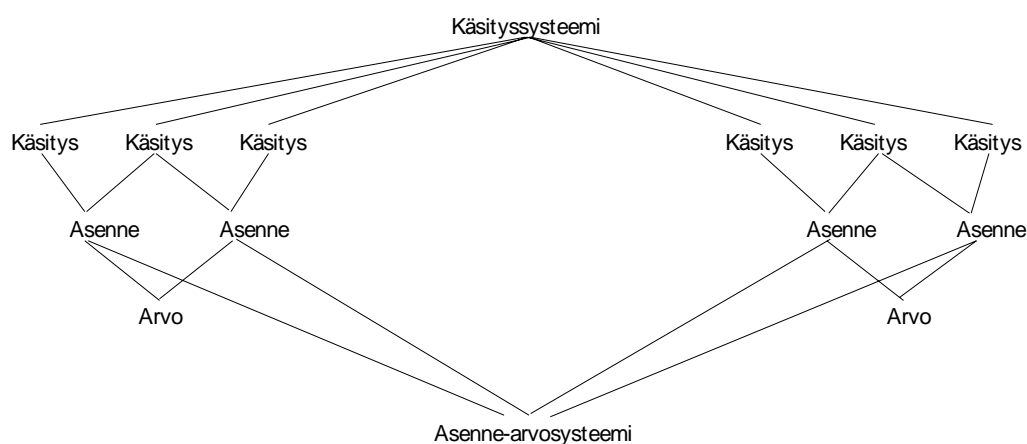 Käsityssysteemi
Käsitys Käsitys Käsitys Käsitys Käsitys Käsitys
Asenne Asenne Asenne Asenne
Arvo Arvo
Asenne-arvosysteemi